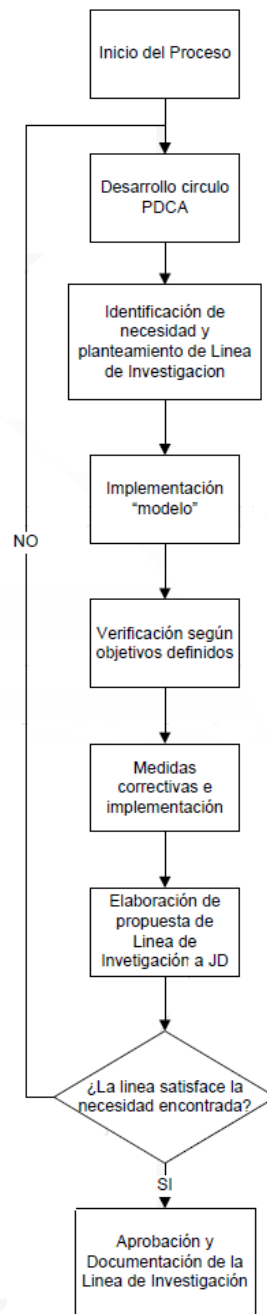 Inicio del Proceso
Desarrollo circulo
PDCA
Identificación de
necesidad y
planteamiento de Linea
de Investigacion
Implementación
“modelo”
NO
Verificación según
objetivos definidos
Medidas
correctivas e
implementación
Elaboración de
propuesta de
Linea de
Invetigación a JD
¿La linea satisface la
necesidad encontrada?
SI
Aprobación y
Documentación de la
Linea de Investigación